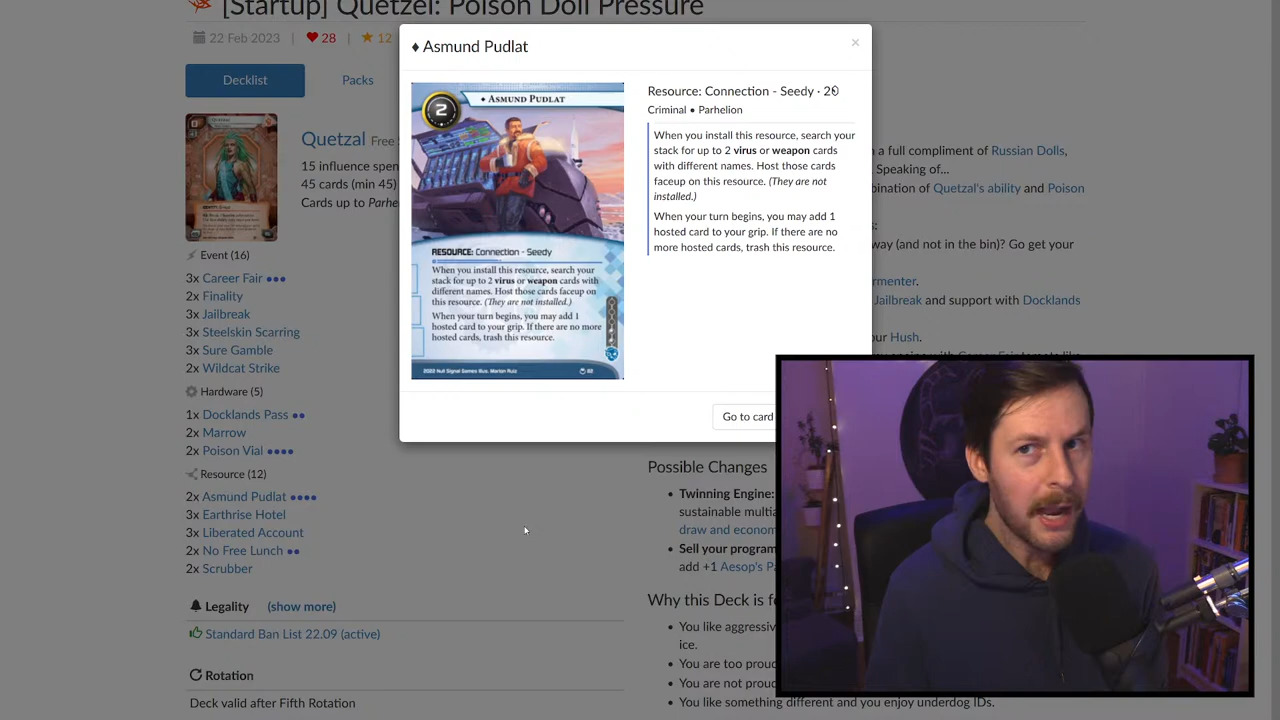 [Startup] Quetzel: Poison Doll Pressure
22 Feb 2023 | 28 | 12
Decklist
Packs
Quetzal Free
15 influence spen
45 cards (min 45)
Cards up to Parhe
Event (16)
3x Career Fair
2x Finality
3x Jailbreak
3x Steelskin Scarring
3x Sure Gamble
2x Wildcat Strike
Hardware (5)
1x Docklands Pass
2x Marrow
2x Poison Vial
Resource (12)
2x Asmund Pudlat
3x Earthrise Hotel
3x Liberated Account
2x No Free Lunch
2x Scrubber
Legality (show more)
Standard Ban List 22.09 (active)
Rotation
Deck valid after Fifth Rotation
♦ Asmund Pudlat
×
2
♦ Asmund Pudlat
RESOURCE: Connection - Seedy
When you install this resource, search your
stack for up to 2 virus or weapon cards with
different names. Host those cards faceup on
this resource. (They are not installed.)
When your turn begins, you may add 1
hosted card to your grip. If there are no more
hosted cards, trash this resource.
Resource: Connection - Seedy · 2
Criminal • Parhelion
When you install this resource, search your
stack for up to 2 virus or weapon cards
with different names. Host those cards
faceup on this resource. (They are not
installed.)
When your turn begins, you may add 1
hosted card to your grip. If there are no
more hosted cards, trash this resource.
Go to card
a full compliment of Russian Dolls,
Speaking of...
bination of Quetzal's ability and Poison
way (and not in the bin)? Go get your
rmenter.
Jailbreak and support with Docklands
ur Hush.
Possible Changes
Twinning Engine:
sustainable multia
draw and econom
Sell your program
add +1 Aesop's Pa
Why this Deck is f
You like aggressiv
ice.
You are too prou
You are not prou
You like something different and you enjoy underdog IDs.